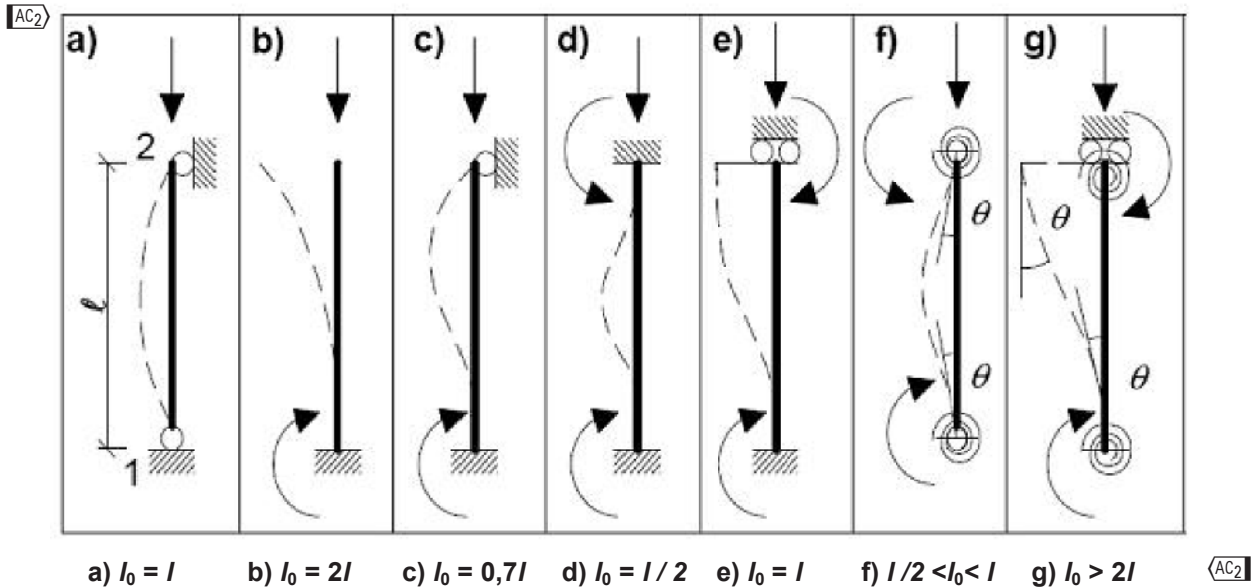 AC₂
a) b) c) d) e) f) g)
2
θ θ
ℓ
θ θ
1
a) l₀ = l b) l₀ = 2l c) l₀ = 0,7l d) l₀ = l / 2 e) l₀ = l f) l /2 <l₀< l g) l₀ > 2l
AC₂